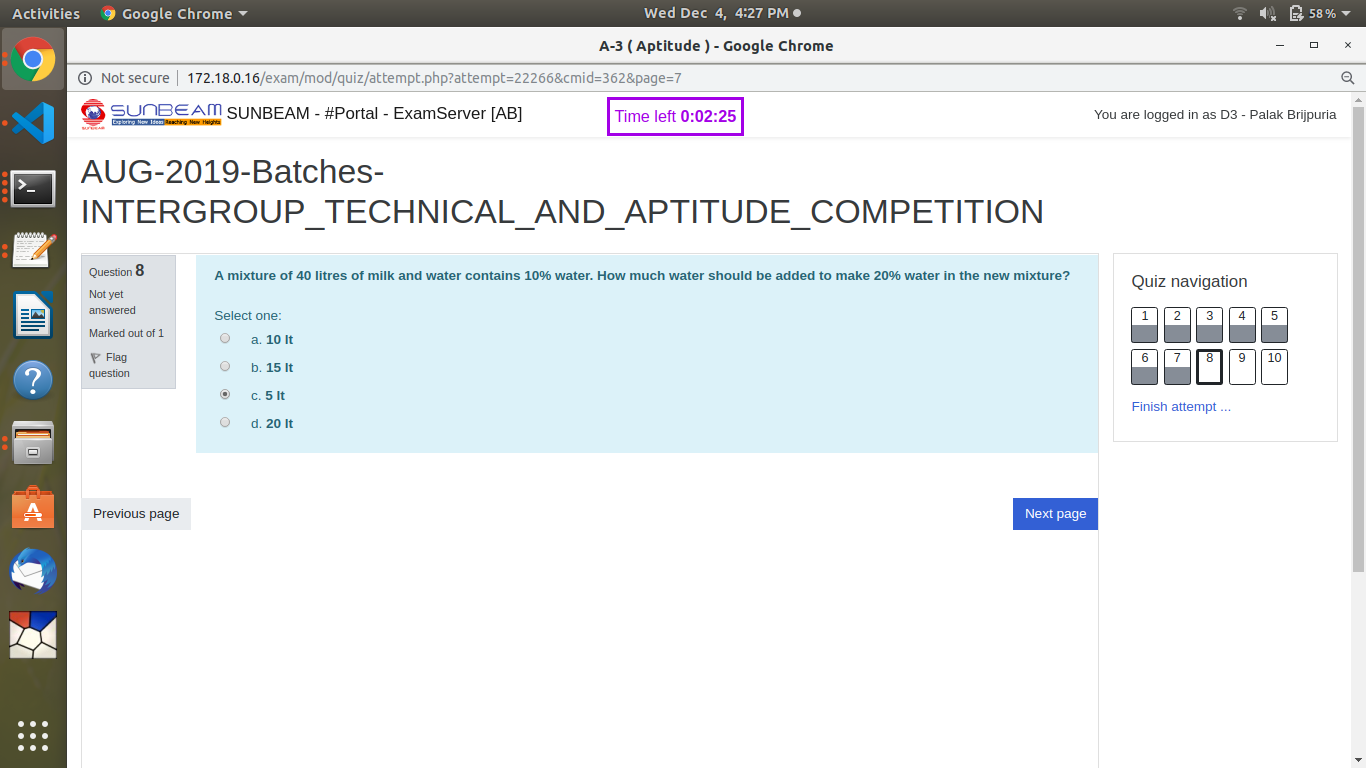 Activities Google Chrome Wed Dec 4, 4:27 PM 58%
A-3 ( Aptitude ) - Google Chrome
Not secure 172.18.0.16/exam/mod/quiz/attempt.php?attempt=22266&cmid=362&page=7
SUNBEAM
Exploring New Ideas Reaching New Heights
SUNBEAM
SUNBEAM - #Portal - ExamServer [AB]
Time left 0:02:25
You are logged in as D3 - Palak Brijpuria
AUG-2019-Batches-
INTERGROUP_TECHNICAL_AND_APTITUDE_COMPETITION
Question 8
Not yet
answered
Marked out of 1
Flag
question
A mixture of 40 litres of milk and water contains 10% water. How much water should be added to make 20% water in the new mixture?
Select one:
a. 10 lt
b. 15 lt
c. 5 lt
d. 20 lt
Previous page
Next page
Quiz navigation
1 2 3 4 5
6 7 8 9 10
Finish attempt ...